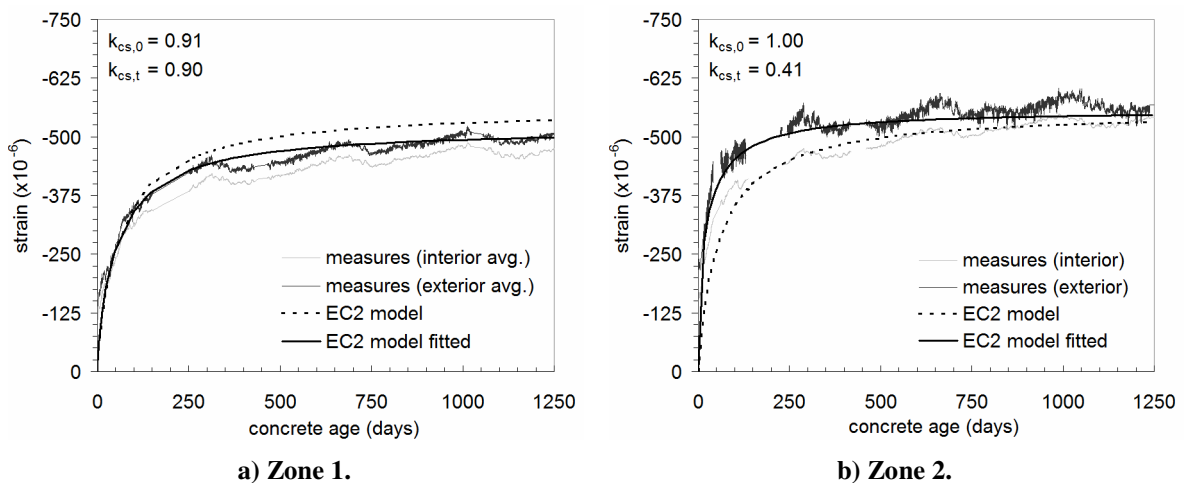 -750
-625
-500
-375
-250
-125
0
strain (x10⁻⁶)
k_cs,0 = 0.91
k_cs,t = 0.90
measures (interior avg.)
measures (exterior avg.)
EC2 model
EC2 model fitted
0 250 500 750 1000 1250
concrete age (days)
a) Zone 1.
-750
-625
-500
-375
-250
-125
0
strain (x10⁻⁶)
k_cs,0 = 1.00
k_cs,t = 0.41
measures (interior)
measures (exterior)
EC2 model
EC2 model fitted
0 250 500 750 1000 1250
concrete age (days)
b) Zone 2.